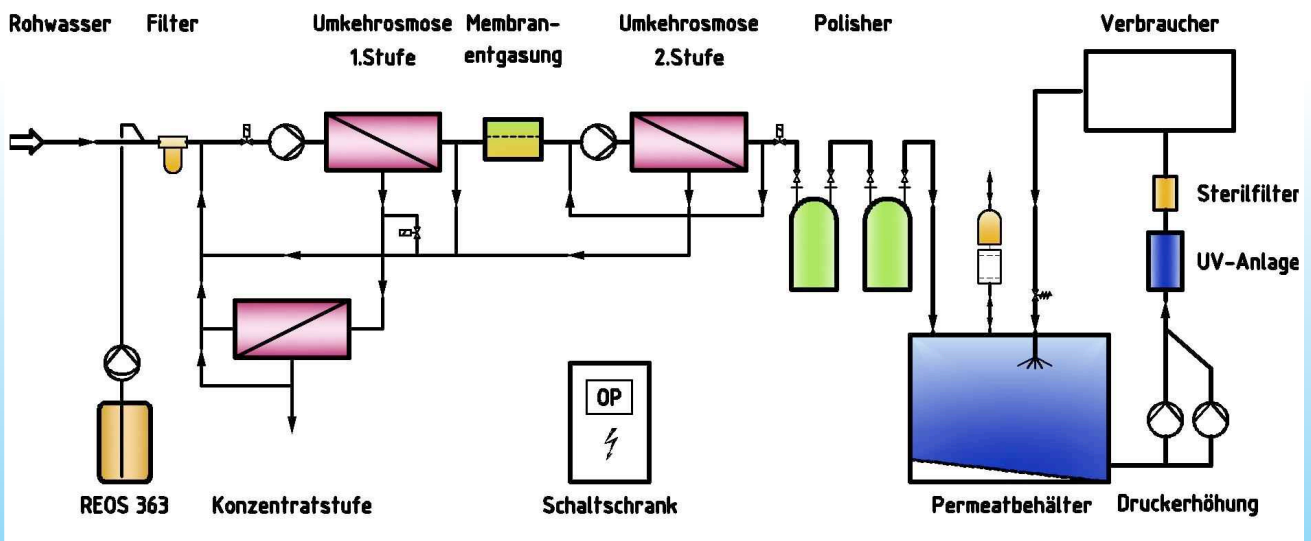 Rohwasser
Filter
Umkehrosmose
1.Stufe
Membran-
entgasung
Umkehrosmose
2.Stufe
Polisher
Verbraucher
Sterilfilter
UV-Anlage
OP
REOS 363
Konzentratstufe
Schaltschrank
Permeatbehälter
Druckerhöhung